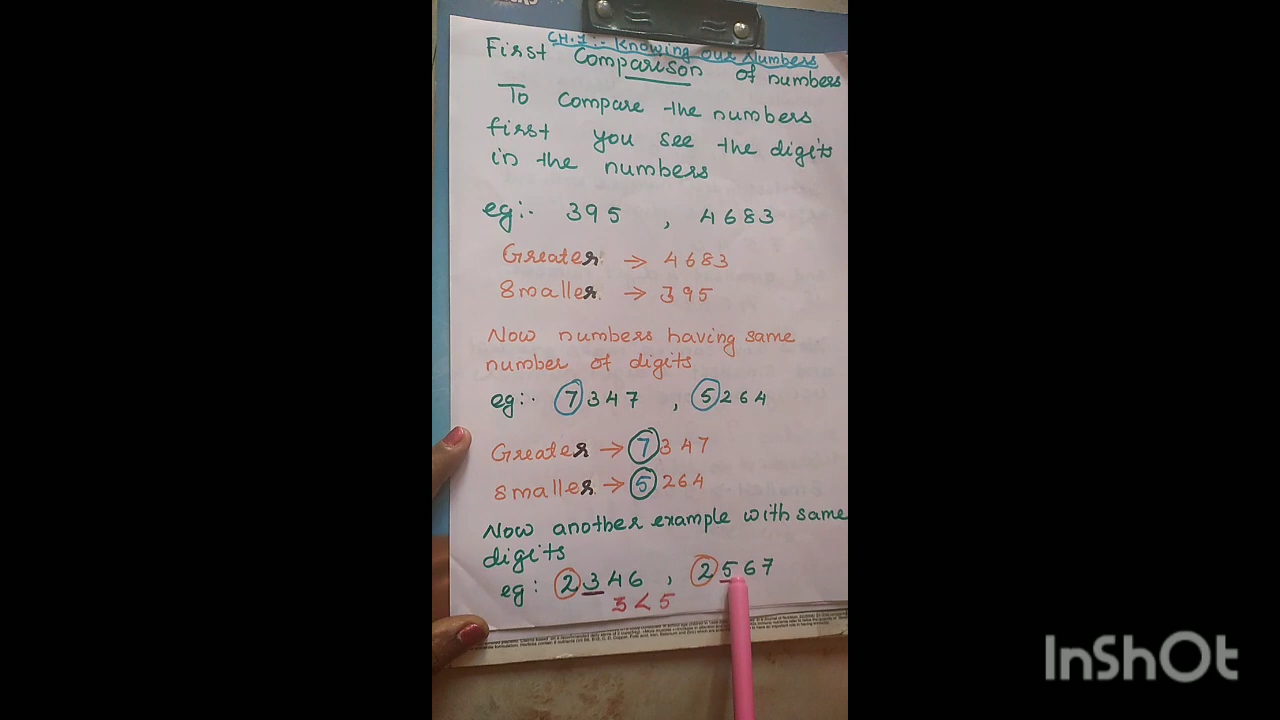 CH.1:- Knowing our Numbers
First Comparison of numbers
To compare the numbers
first you see the digits
in the numbers
eg:- 395 , 4683
Greater → 4683
Smaller → 395
Now numbers having same
number of digits
eg:- 7347 , 5264
Greater → 7347
Smaller → 5264
Now another example with same
digits
eg: 2346 , 2567
3<5
InShOt